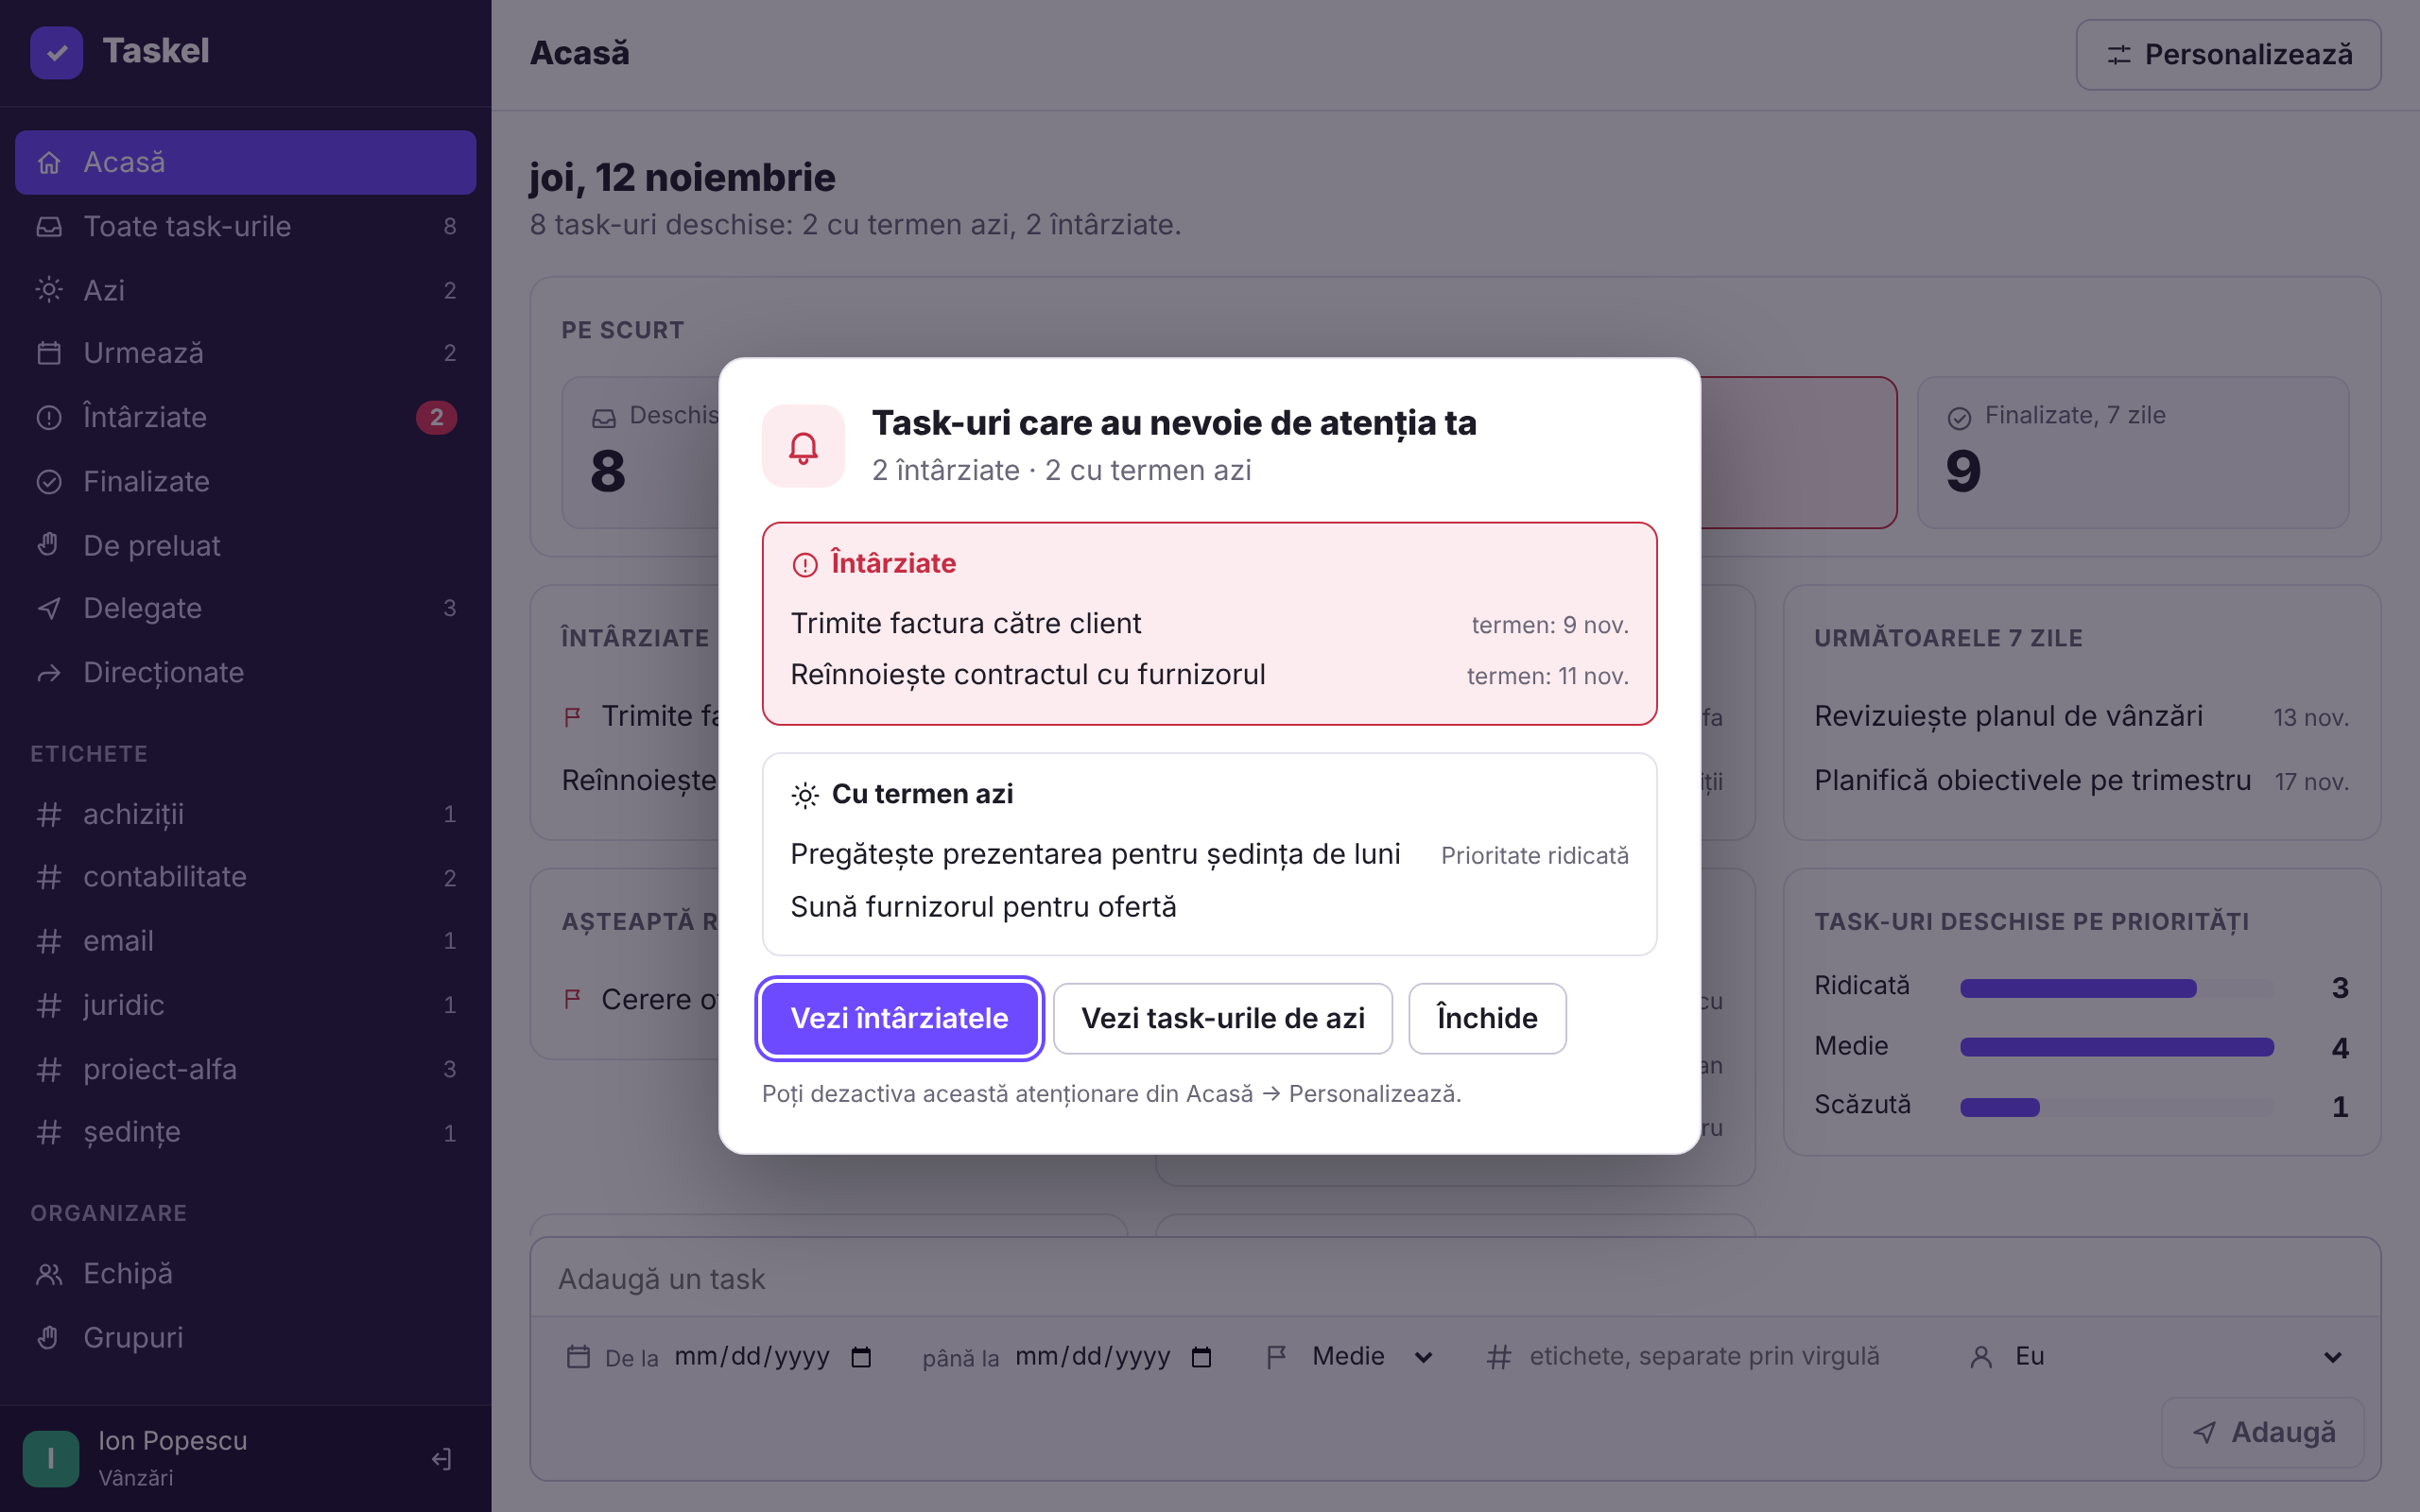 Taskel
Acasă
Toate task-urile 8
Azi 2
Urmează 2
Întârziate 2
Finalizate
De preluat
Delegate 3
Direcționate
ETICHETE
achiziții 1
contabilitate 2
email 1
juridic 1
proiect-alfa 3
ședințe 1
ORGANIZARE
Echipă
Grupuri
I
Ion Popescu
Vânzări
Acasă
Personalizează
joi, 12 noiembrie
8 task-uri deschise: 2 cu termen azi, 2 întârziate.
PE SCURT
8
Finalizate, 7 zile
9
ÎNTÂRZIATE
Trimite
Reînnoiește
URMĂTOARELE 7 ZILE
Revizuiește planul de vânzări 13 nov.
Planifică obiectivele pe trimestru 17 nov.
AȘTEAPTĂ
Cerere
TASK-URI DESCHISE PE PRIORITĂȚI
Ridicată 3
Medie 4
Scăzută 1
Task-uri care au nevoie de atenția ta
2 întârziate · 2 cu termen azi
Întârziate
Trimite factura către client termen: 9 nov.
Reînnoiește contractul cu furnizorul termen: 11 nov.
Cu termen azi
Pregătește prezentarea pentru ședința de luni Prioritate ridicată
Sună furnizorul pentru ofertă
Vezi întârziatele Vezi task-urile de azi Închide
Poți dezactiva această atenționare din Acasă → Personalizează.
Adaugă un task
De la mm/dd/yyyy până la mm/dd/yyyy Medie etichete, separate prin virgulă Eu
Adaugă